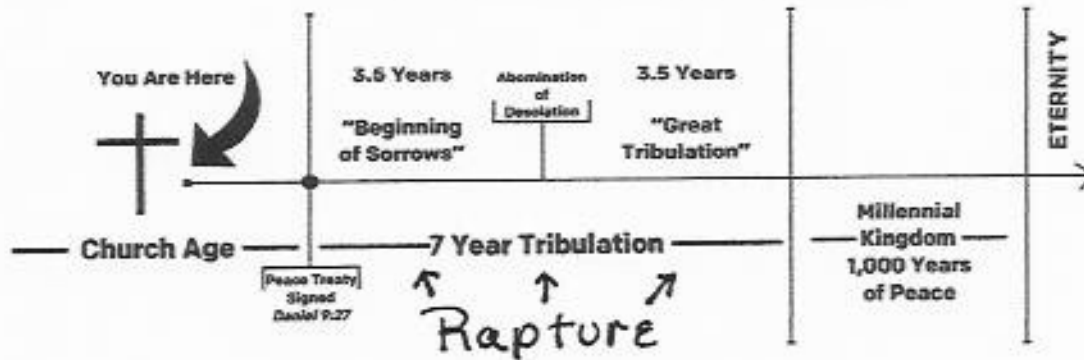 You Are Here
3.5 Years
"Beginning
of Sorrows"
Abomination
of
Desolation
3.5 Years
"Great
Tribulation"
ETERNITY
Church Age
7 Year Tribulation
Millennial
Kingdom
1,000 Years
of Peace
Peace Treaty
Signed
Daniel 9:27
Rapture